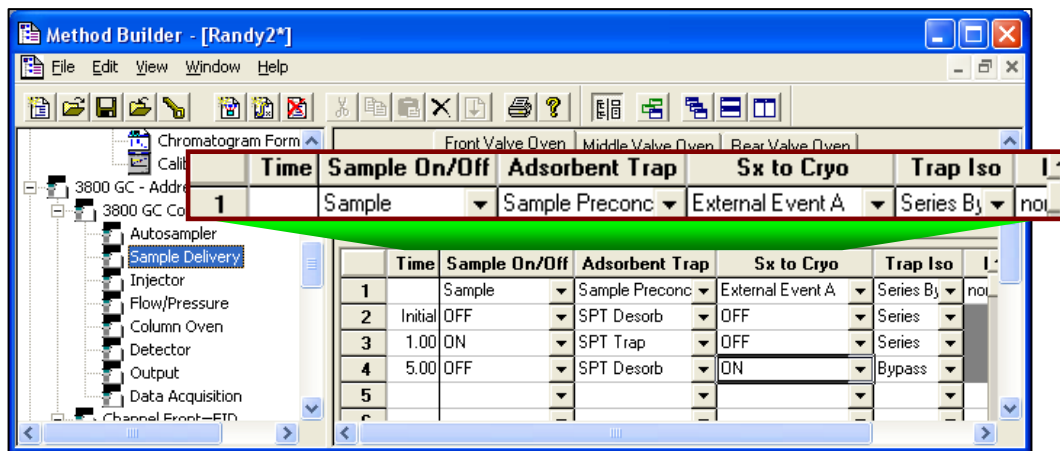 Method Builder - [Randy2*]
File Edit View Window Help
Chromatogram Form
Front Valve Oven Middle Valve Oven Rear Valve Oven
Time Sample On/Off Adsorbent Trap Sx to Cryo Trap Iso
1 Sample Sample Preconc External Event A Series By
3800 GC - Addre
3800 GC Co
Autosampler
Sample Delivery
Injector
Flow/Pressure
Column Oven
Detector
Output
Data Acquisition
Channel Front=FID
Time Sample On/Off Adsorbent Trap Sx to Cryo Trap Iso
1 Sample Sample Preconc External Event A Series By
2 Initial OFF SPT Desorb OFF Series
3 1.00 ON SPT Trap OFF Series
4 5.00 OFF SPT Desorb ON Bypass
5